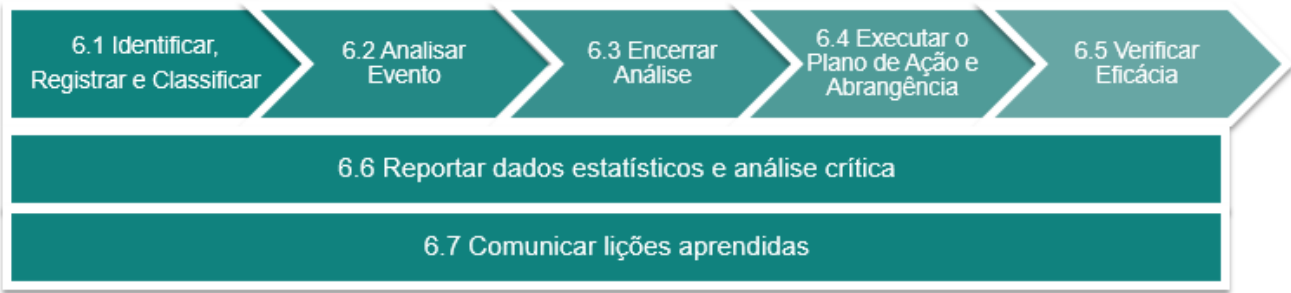 6.1 Identificar,
Registrar e Classificar
6.2 Analisar
Evento
6.3 Encerrar
Análise
6.4 Executar o
Plano de Ação e
Abrangência
6.5 Verificar
Eficácia
6.6 Reportar dados estatísticos e análise crítica
6.7 Comunicar lições aprendidas